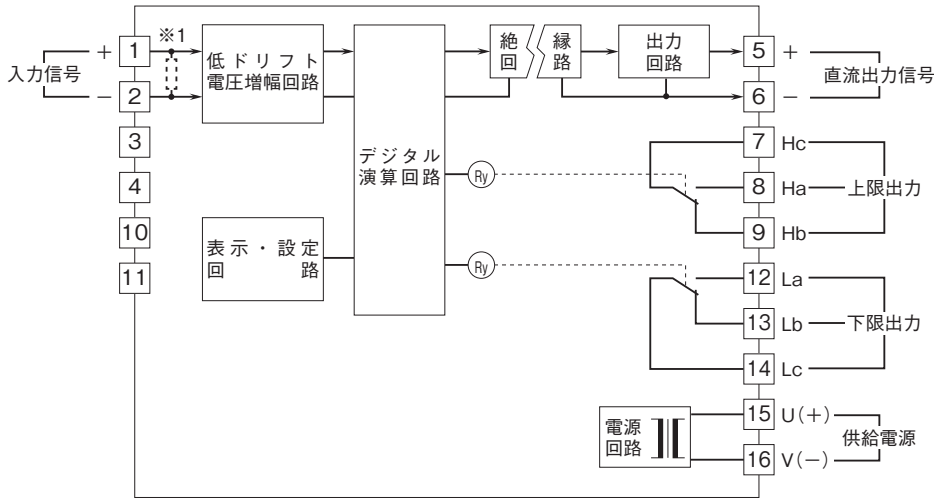 入力信号
+
−
1
2
3
4
10
11
※1
低ドリフト
電圧増幅回路
デジタル
演算回路
表示・設定
回路
絶縁
回路
出力
回路
Ry
Ry
電源
回路
5 +
6 −
直流出力信号
7 Hc
8 Ha
9 Hb
上限出力
12 La
13 Lb
14 Lc
下限出力
15 U(+)
16 V(−)
供給電源